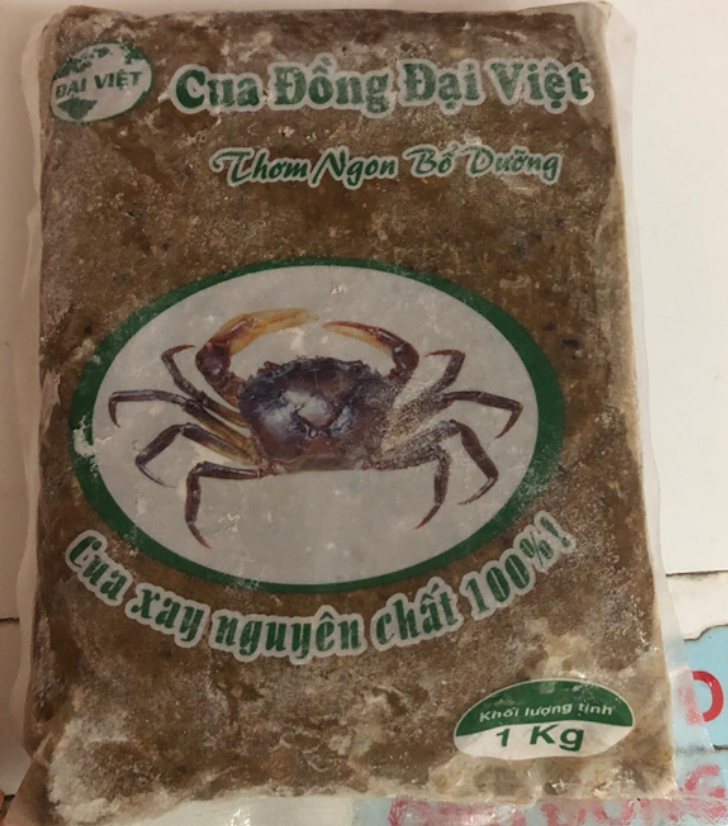 ĐẠI VIỆT
Cua Đồng Đại Việt
Thơm Ngon Bổ Dưỡng
Cua xay nguyên chất 100%!
Khối lượng tịnh
1 Kg